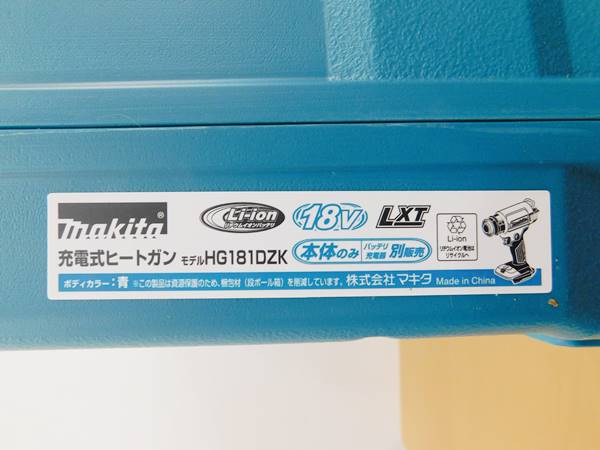 makita®
Li-ion
リチウムイオンバッテリ
18V
LXT
Li-ion
リチウムイオン電池は
リサイクルへ
充電式ヒートガン モデルHG181DZK
本体のみ
バッテリ
充電器
別販売
ボディカラー：青 ※この製品は資源保護のため、梱包材（段ボール箱）を削減しています。 株式会社マキタ Made in China